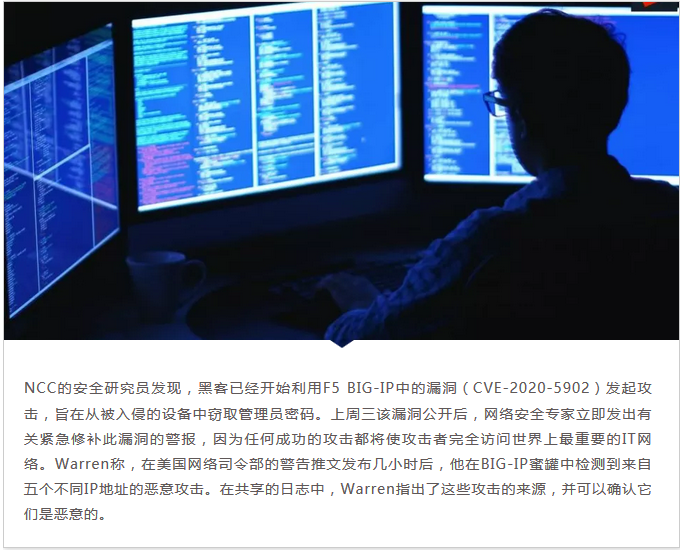 NCC的安全研究员发现，黑客已经开始利用F5 BIG-IP中的漏洞（CVE-2020-5902）发起攻
击，旨在从被入侵的设备中窃取管理员密码。上周三该漏洞公开后，网络安全专家立即发出有
关紧急修补此漏洞的警报，因为任何成功的攻击都将使攻击者完全访问世界上最重要的IT网
络。Warren称，在美国网络司令部的警告推文发布几小时后，他在BIG-IP蜜罐中检测到来自
五个不同IP地址的恶意攻击。在共享的日志中，Warren指出了这些攻击的来源，并可以确认它
们是恶意的。